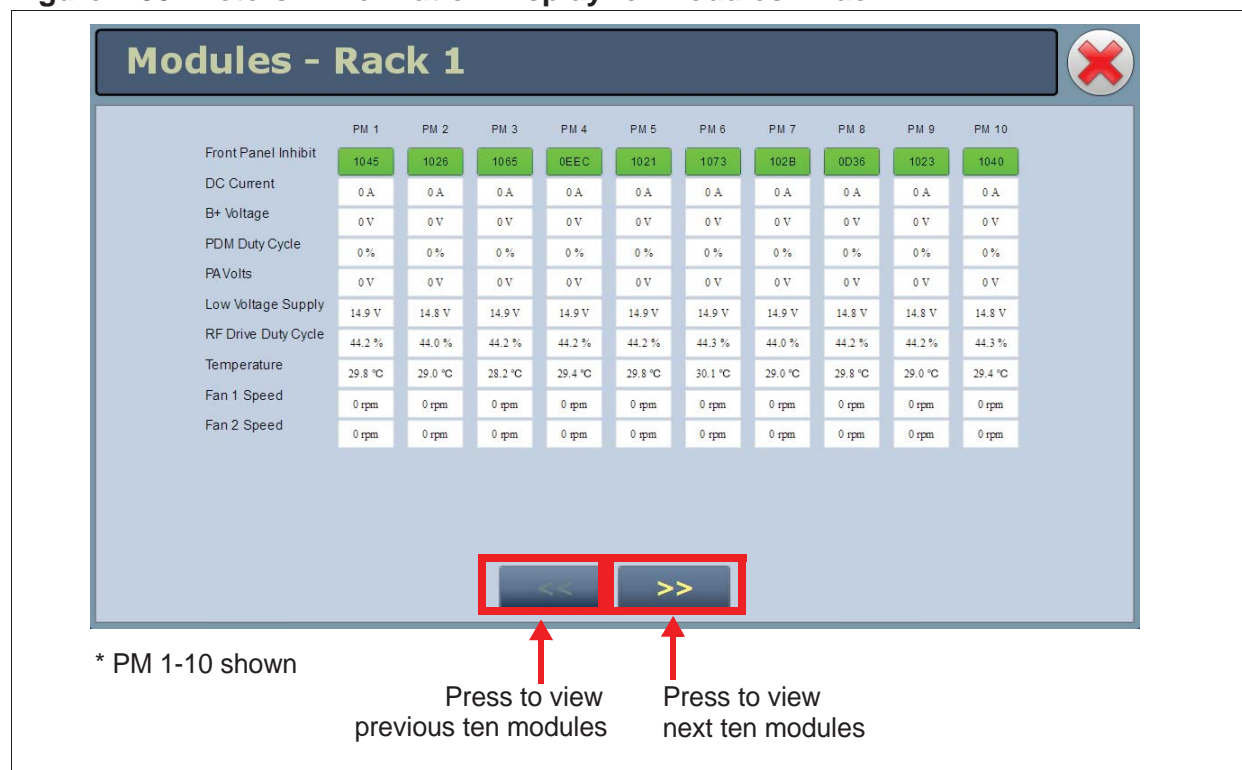 Modules - Rack 1
PM 1 PM 2 PM 3 PM 4 PM 5 PM 6 PM 7 PM 8 PM 9 PM 10
Front Panel Inhibit 1045 1026 1065 0EEC 1021 1073 102B 0D36 1023 1040
DC Current 0 A 0 A 0 A 0 A 0 A 0 A 0 A 0 A 0 A 0 A
B+ Voltage 0 V 0 V 0 V 0 V 0 V 0 V 0 V 0 V 0 V 0 V
PDM Duty Cycle 0 % 0 % 0 % 0 % 0 % 0 % 0 % 0 % 0 % 0 %
PA Volts 0 V 0 V 0 V 0 V 0 V 0 V 0 V 0 V 0 V 0 V
Low Voltage Supply 14.9 V 14.8 V 14.9 V 14.9 V 14.9 V 14.9 V 14.9 V 14.8 V 14.8 V 14.8 V
RF Drive Duty Cycle 44.2 % 44.0 % 44.2 % 44.2 % 44.2 % 44.3 % 44.0 % 44.2 % 44.2 % 44.3 %
Temperature 29.8 °C 29.0 °C 28.2 °C 29.4 °C 29.8 °C 30.1 °C 29.0 °C 29.8 °C 29.0 °C 29.4 °C
Fan 1 Speed 0 rpm 0 rpm 0 rpm 0 rpm 0 rpm 0 rpm 0 rpm 0 rpm 0 rpm 0 rpm
Fan 2 Speed 0 rpm 0 rpm 0 rpm 0 rpm 0 rpm 0 rpm 0 rpm 0 rpm 0 rpm 0 rpm
<< >>
* PM 1-10 shown
Press to view Press to view
previous ten modules next ten modules